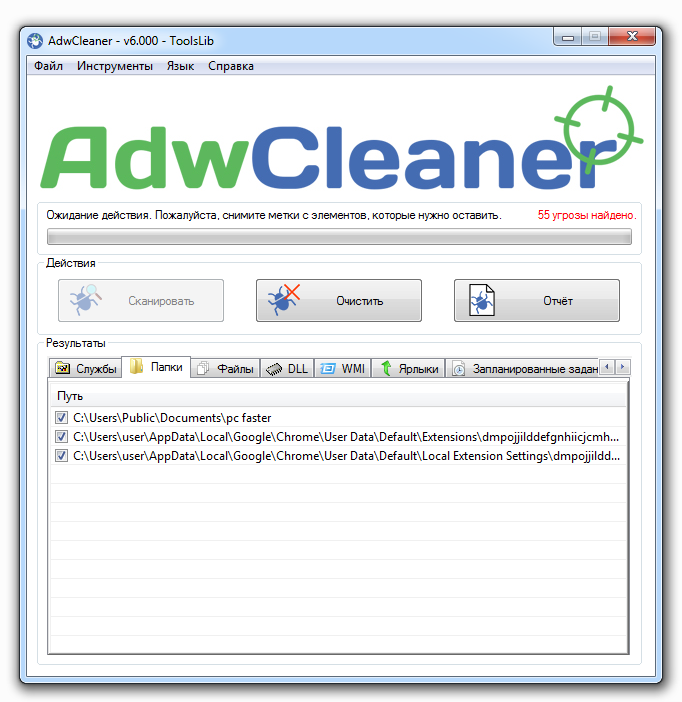 AdwCleaner - v6.000 - ToolsLib
Файл Инструменты Язык Справка
AdwCleaner
Ожидание действия. Пожалуйста, снимите метки с элементов, которые нужно оставить. 55 угрозы найдено.
Действия
Сканировать Очистить Отчёт
Результаты
Службы Папки Файлы DLL WMI Ярлыки Запланированные задан
Путь
C:\Users\Public\Documents\pc faster
C:\Users\user\AppData\Local\Google\Chrome\User Data\Default\Extensions\dmpojjilddefgnhiicjcmh...
C:\Users\user\AppData\Local\Google\Chrome\User Data\Default\Local Extension Settings\dmpojjildd...